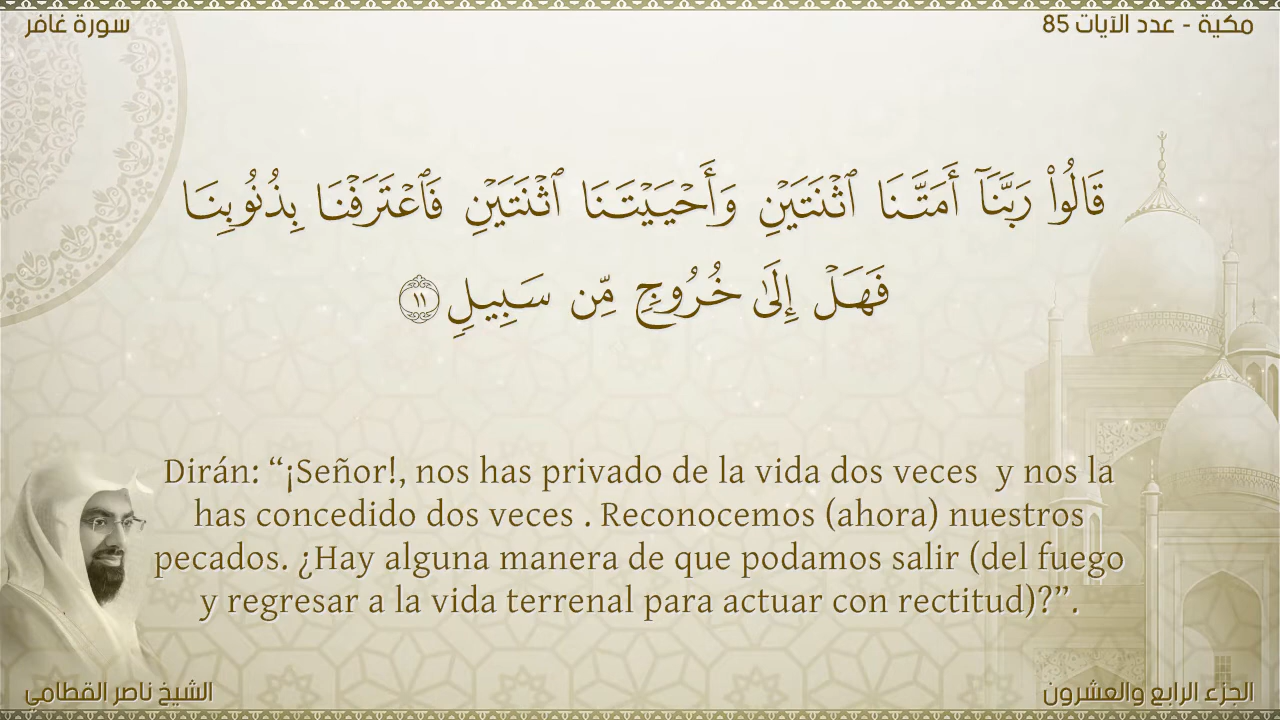 سورة غافر
مكية - عدد الآيات 85
قَالُوا۟ رَبَّنَآ أَمَتَّنَا ٱثْنَتَيْنِ وَأَحْيَيْتَنَا ٱثْنَتَيْنِ فَٱعْتَرَفْنَا بِذُنُوبِنَا
فَهَلْ إِلَىٰ خُرُوجٍ مِّن سَبِيلٍ ١١
Dirán: “¡Señor!, nos has privado de la vida dos veces  y nos la
has concedido dos veces . Reconocemos (ahora) nuestros
pecados. ¿Hay alguna manera de que podamos salir (del fuego
y regresar a la vida terrenal para actuar con rectitud)?”.
الشيخ ناصر القطامي
الجزء الرابع والعشرون